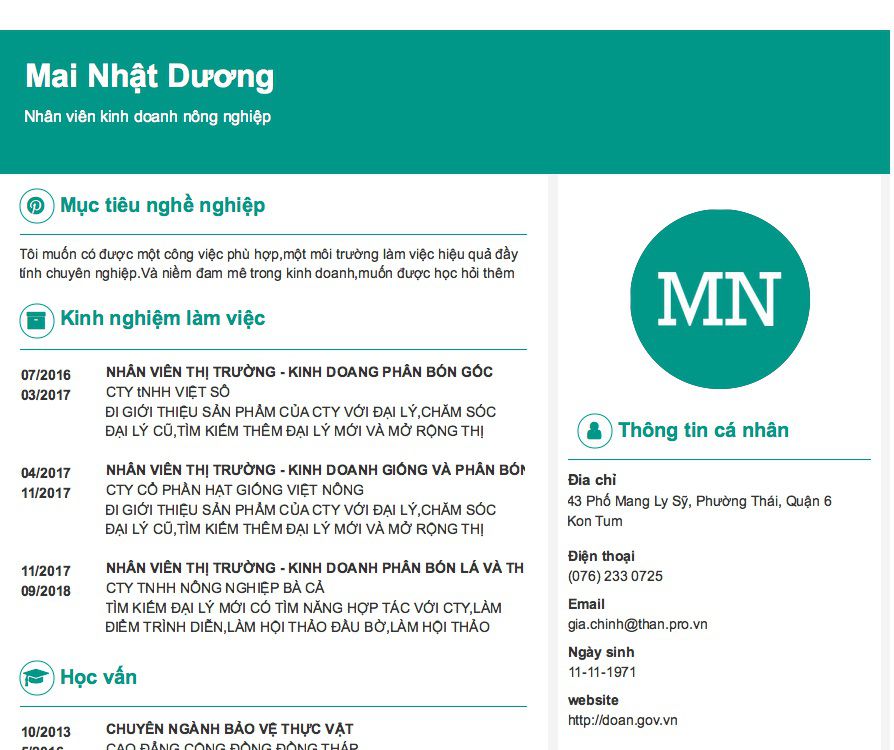 Mai Nhật Dương
Nhân viên kinh doanh nông nghiệp
Mục tiêu nghề nghiệp
Tôi muốn có được một công việc phù hợp,một môi trường làm việc hiệu quả đầy
tính chuyên nghiệp.Và niềm đam mê trong kinh doanh,muốn được học hỏi thêm
Kinh nghiệm làm việc
07/2016
03/2017
NHÂN VIÊN THỊ TRƯỜNG - KINH DOANG PHÂN BÓN GỐC
CTY tNHH VIỆT SÔ
ĐI GIỚI THIỆU SẢN PHẨM CỦA CTY VỚI ĐẠI LÝ,CHĂM SÓC
ĐẠI LÝ CŨ,TÌM KIẾM THÊM ĐẠI LÝ MỚI VÀ MỞ RỘNG THỊ
04/2017
11/2017
NHÂN VIÊN THỊ TRƯỜNG - KINH DOANH GIỐNG VÀ PHÂN BÓN
CTY CỔ PHẦN HẠT GIỐNG VIỆT NÔNG
ĐI GIỚI THIỆU SẢN PHẨM CỦA CTY VỚI ĐẠI LÝ,CHĂM SÓC
ĐẠI LÝ CŨ,TÌM KIẾM THÊM ĐẠI LÝ MỚI VÀ MỞ RỘNG THỊ
11/2017
09/2018
NHÂN VIÊN THỊ TRƯỜNG - KINH DOANH PHÂN BÓN LÁ VÀ TH
CTY TNHH NÔNG NGHIỆP BÀ CẢ
TÌM KIẾM ĐẠI LÝ MỚI CÓ TÌM NĂNG HỢP TÁC VỚI CTY,LÀM
ĐIỂM TRÌNH DIỄN,LÀM HỘI THẢO ĐẦU BỜ,LÀM HỘI THẢO
Học vấn
10/2013
5/2016
CHUYÊN NGÀNH BẢO VỆ THỰC VẬT
CAO ĐẲNG CỘNG ĐỒNG ĐỒNG THÁP
MN
Thông tin cá nhân
Đia chỉ
43 Phố Mang Ly Sỹ, Phường Thái, Quận 6
Kon Tum
Điện thoại
(076) 233 0725
Email
gia.chinh@than.pro.vn
Ngày sinh
11-11-1971
website
http://doan.gov.vn